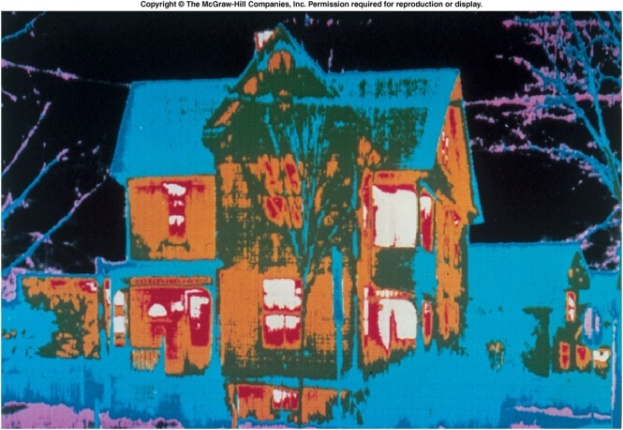 Copyright © The McGraw-Hill Companies, Inc. Permission required for reproduction or display.